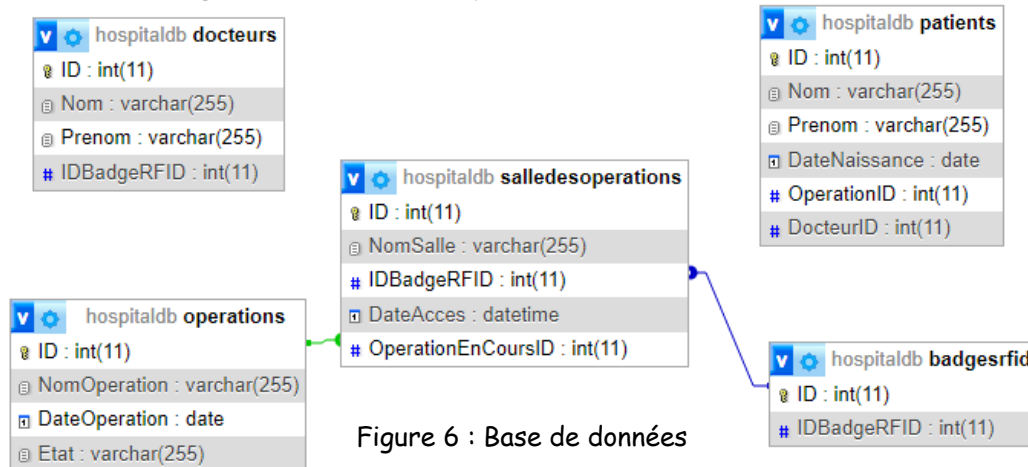 hospitaldb docteurs
ID : int(11)
Nom : varchar(255)
Prenom : varchar(255)
# IDBadgeRFID : int(11)
hospitaldb patients
ID : int(11)
Nom : varchar(255)
Prenom : varchar(255)
DateNaissance : date
# OperationID : int(11)
# DocteurID : int(11)
hospitaldb salledesoperations
ID : int(11)
NomSalle : varchar(255)
# IDBadgeRFID : int(11)
DateAcces : datetime
# OperationEnCoursID : int(11)
hospitaldb operations
ID : int(11)
NomOperation : varchar(255)
DateOperation : date
Etat : varchar(255)
hospitaldb badgesrfid
ID : int(11)
# IDBadgeRFID : int(11)
Figure 6 : Base de données